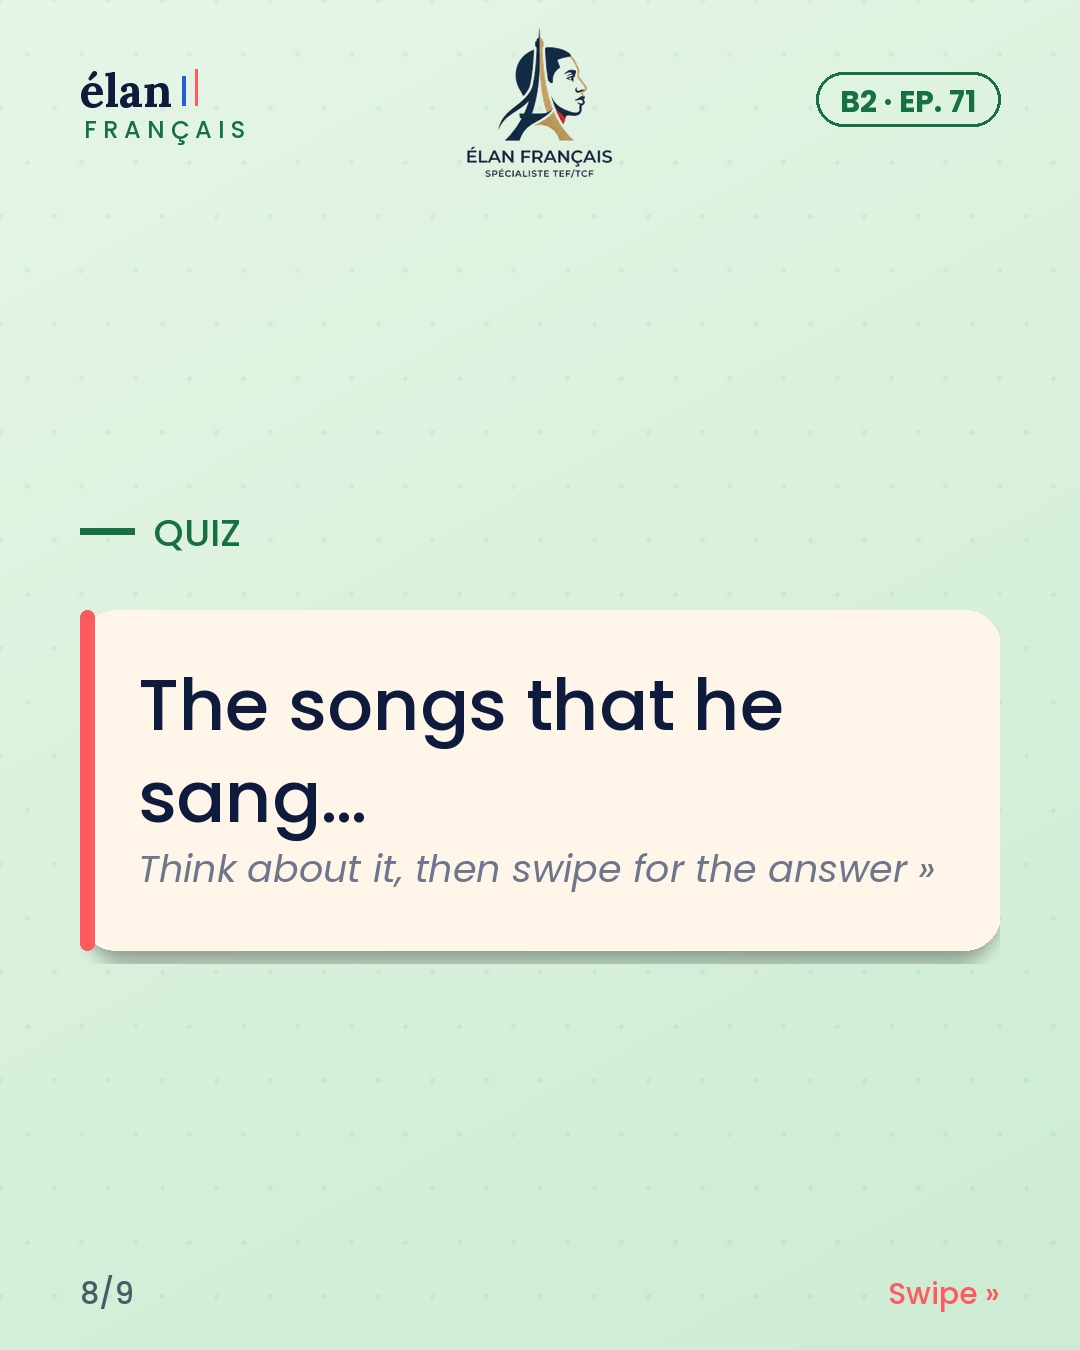 élan
FRANÇAIS
ÉLAN FRANÇAIS
SPÉCIALISTE TEF/TCF
B2 · EP. 71
QUIZ
The songs that he
sang...
Think about it, then swipe for the answer »
8/9
Swipe »